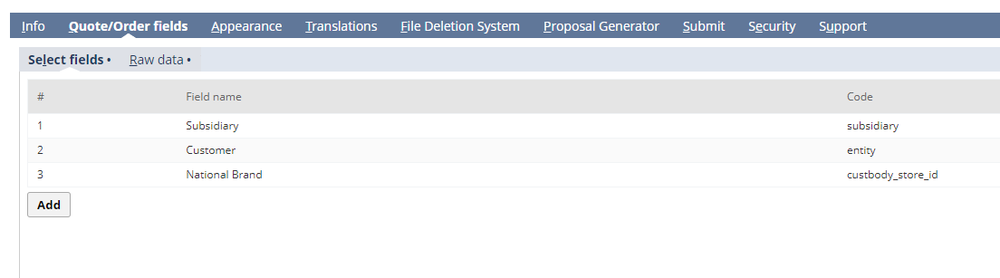 Info Quote/Order fields Appearance Translations File Deletion System Proposal Generator Submit Security Support
Select fields • Raw data •
# Field name Code
1 Subsidiary subsidiary
2 Customer entity
3 National Brand custbody_store_id
Add